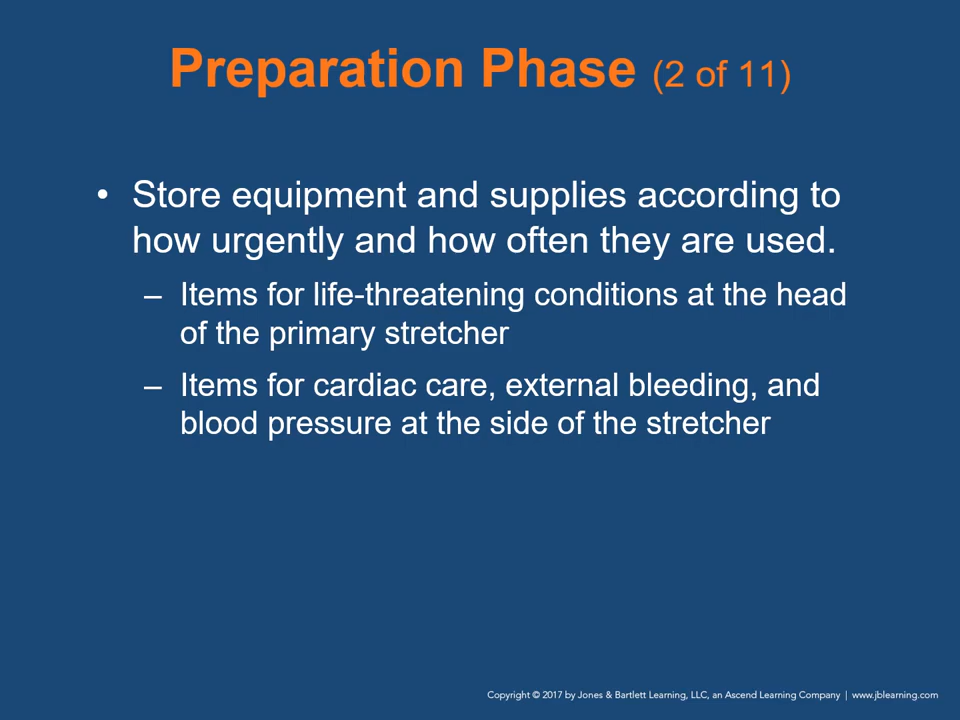 Preparation Phase (2 of 11)
• Store equipment and supplies according to
how urgently and how often they are used.
– Items for life-threatening conditions at the head
of the primary stretcher
– Items for cardiac care, external bleeding, and
blood pressure at the side of the stretcher
Copyright © 2017 by Jones & Bartlett Learning, LLC, an Ascend Learning Company | www.jblearning.com